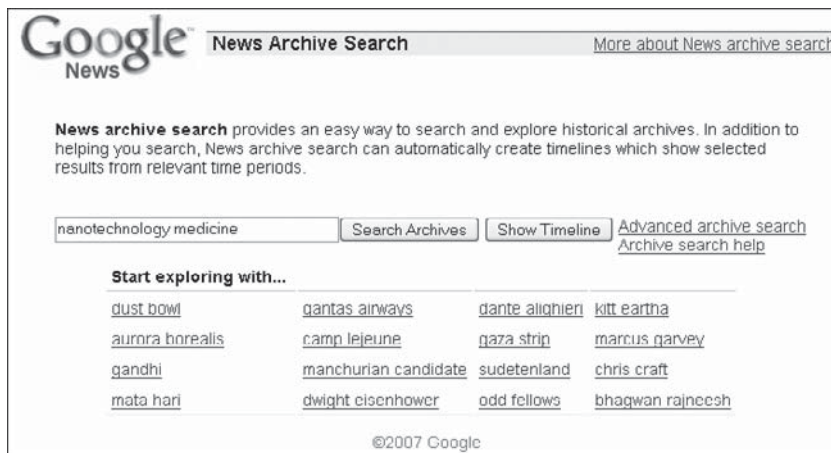 Google™ News Archive Search More about News archive search
News
News archive search provides an easy way to search and explore historical archives. In addition to
helping you search, News archive search can automatically create timelines which show selected
results from relevant time periods.
nanotechnology medicine Search Archives Show Timeline Advanced archive search
Archive search help
Start exploring with...
dust bowl qantas airways dante alighieri kitt eartha
aurora borealis camp lejeune gaza strip marcus garvey
gandhi manchurian candidate sudetenland chris craft
mata hari dwight eisenhower odd fellows bhagwan rajneesh
©2007 Google